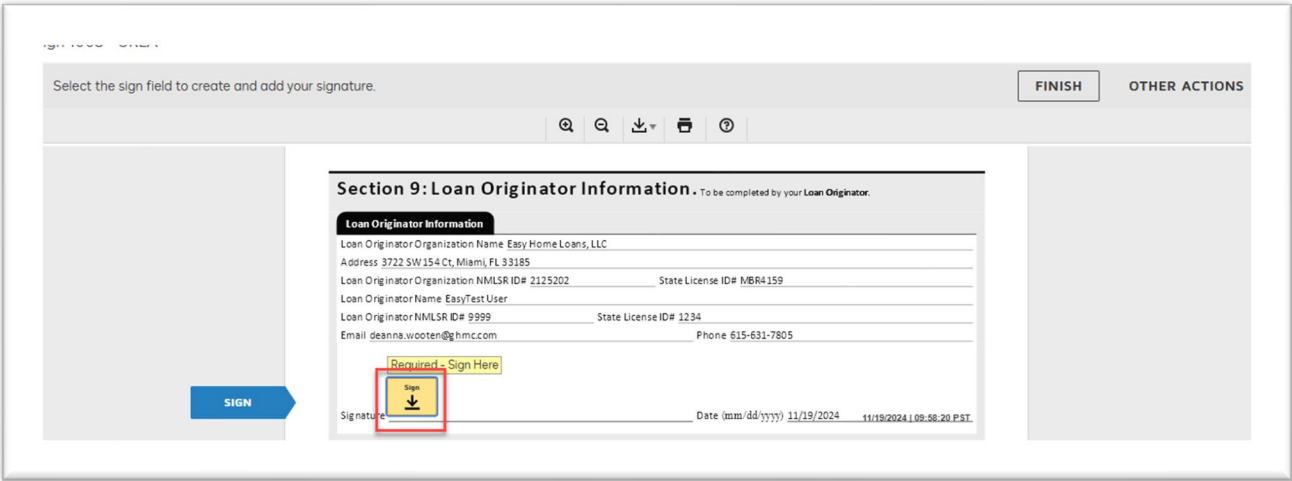 Select the sign field to create and add your signature.
FINISH
OTHER ACTIONS
Section 9: Loan Originator Information. To be completed by your Loan Originator.
Loan Originator Information
Loan Originator Organization Name Easy Home Loans, LLC
Address 3722 SW 154 Ct, Miami, FL 33185
Loan Originator Organization NMLSR ID# 2125202 State License ID# MBR4159
Loan Originator Name EasyTest User
Loan Originator NMLSR ID# 9999 State License ID# 1234
Email deanna.wooten@ghmc.com Phone 615-631-7805
Required - Sign Here
Sign
SIGN
Signature Date (mm/dd/yyyy) 11/19/2024 11/19/2024 | 09:58:20 PST